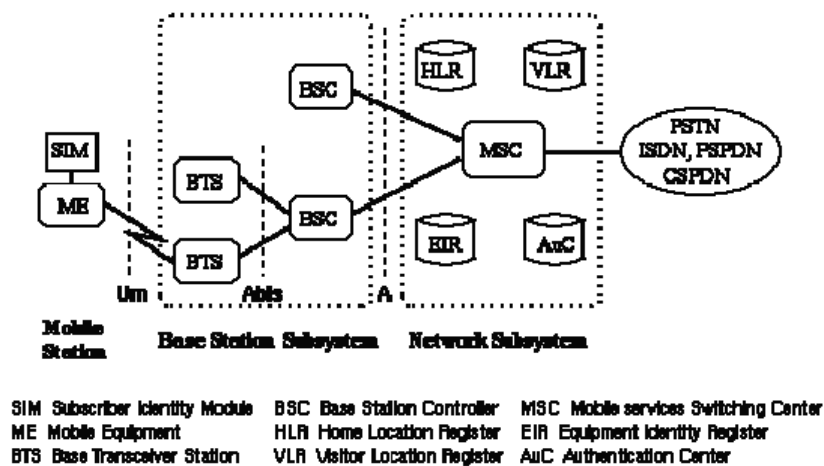 HLR
VLR
BSC
PSTN
ISDN, PSPDN
CSPDN
MSC
SIM
BTS
ME
BSC
EIR
AuC
BTS
Um
Abis
A
Mobile
Station
Base Station Subsystem
Network Subsystem
SIM Subscriber Identity Module
BSC Base Station Controller
MSC Mobile services Switching Center
ME Mobile Equipment
HLR Home Location Register
EIR Equipment Identity Register
BTS Base Transceiver Station
VLR Visitor Location Register
AuC Authentication Center